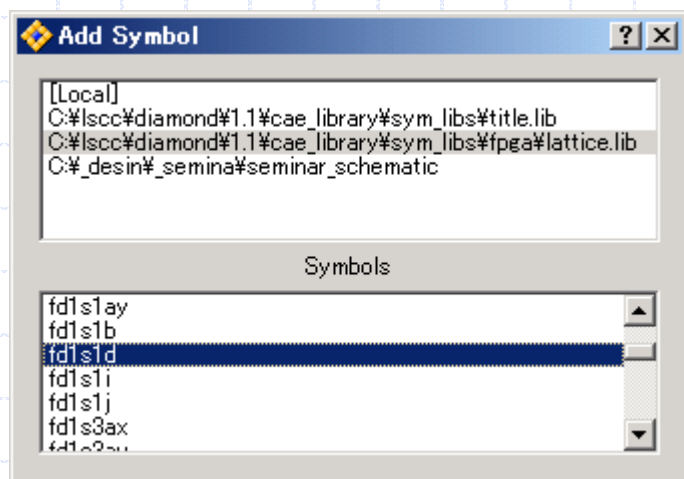 Add Symbol
[Local]
C:¥lscc¥diamond¥1.1¥cae_library¥sym_libs¥title.lib
C:¥lscc¥diamond¥1.1¥cae_library¥sym_libs¥fpga¥lattice.lib
C:¥_desin¥_semina¥seminar_schematic
Symbols
fd1s1ay
fd1s1b
fd1s1d
fd1s1i
fd1s1j
fd1s3ax